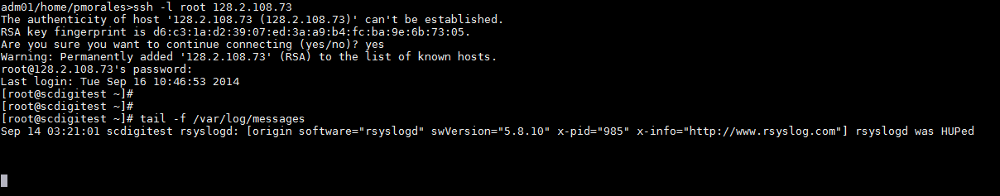 adm01/home/pmorales>ssh -l root 128.2.108.73
The authenticity of host '128.2.108.73 (128.2.108.73)' can't be established.
RSA key fingerprint is d6:c3:1a:d2:39:07:ed:3a:a9:b4:fc:ba:9e:6b:73:05.
Are you sure you want to continue connecting (yes/no)? yes
Warning: Permanently added '128.2.108.73' (RSA) to the list of known hosts.
root@128.2.108.73's password:
Last login: Tue Sep 16 10:46:53 2014
[root@scdigitest ~]#
[root@scdigitest ~]#
[root@scdigitest ~]# tail -f /var/log/messages
Sep 14 03:21:01 scdigitest rsyslogd: [origin software="rsyslogd" swVersion="5.8.10" x-pid="985" x-info="http://www.rsyslog.com"] rsyslogd was HUPed